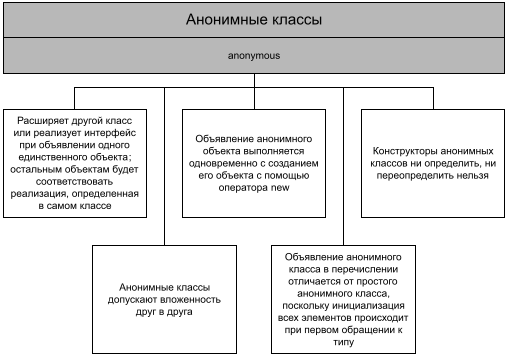 Анонимные классы
anonymous
Расширяет другой класс
или реализует интерфейс
при объявлении одного
единственного объекта;
остальным объектам будет
соответствовать
реализация, определенная
в самом классе
Объявление анонимного
объекта выполняется
одновременно с созданием
его объекта с помощью
оператора new
Конструкторы анонимных
классов ни определить, ни
переопределить нельзя
Анонимные классы
допускают вложенность
друг в друга
Объявление анонимного
класса в перечислении
отличается от простого
анонимного класса,
поскольку инициализация
всех элементов происходит
при первом обращении к
типу